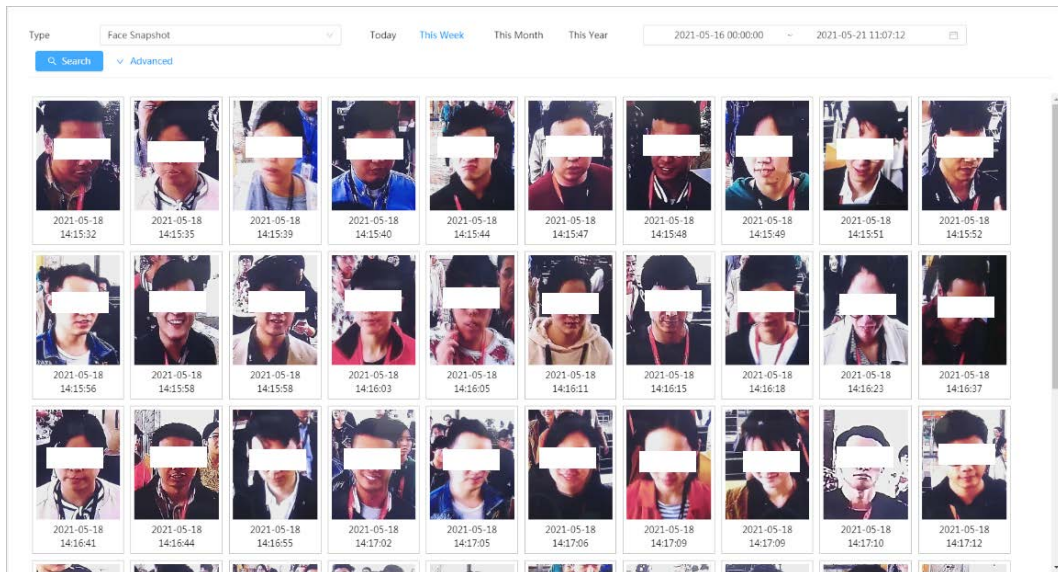 Type Face Snapshot Today This Week This Month This Year 2021-05-16 00:00:00 ~ 2021-05-21 11:07:12
Search Advanced
2021-05-18 2021-05-18 2021-05-18 2021-05-18 2021-05-18 2021-05-18 2021-05-18 2021-05-18 2021-05-18 2021-05-18
14:15:32 14:15:35 14:15:39 14:15:40 14:15:44 14:15:47 14:15:48 14:15:49 14:15:51 14:15:52
2021-05-18 2021-05-18 2021-05-18 2021-05-18 2021-05-18 2021-05-18 2021-05-18 2021-05-18 2021-05-18 2021-05-18
14:15:56 14:15:58 14:15:58 14:16:03 14:16:05 14:16:11 14:16:15 14:16:18 14:16:23 14:16:37
2021-05-18 2021-05-18 2021-05-18 2021-05-18 2021-05-18 2021-05-18 2021-05-18 2021-05-18 2021-05-18 2021-05-18
14:16:41 14:16:44 14:16:55 14:17:02 14:17:05 14:17:06 14:17:09 14:17:09 14:17:10 14:17:12